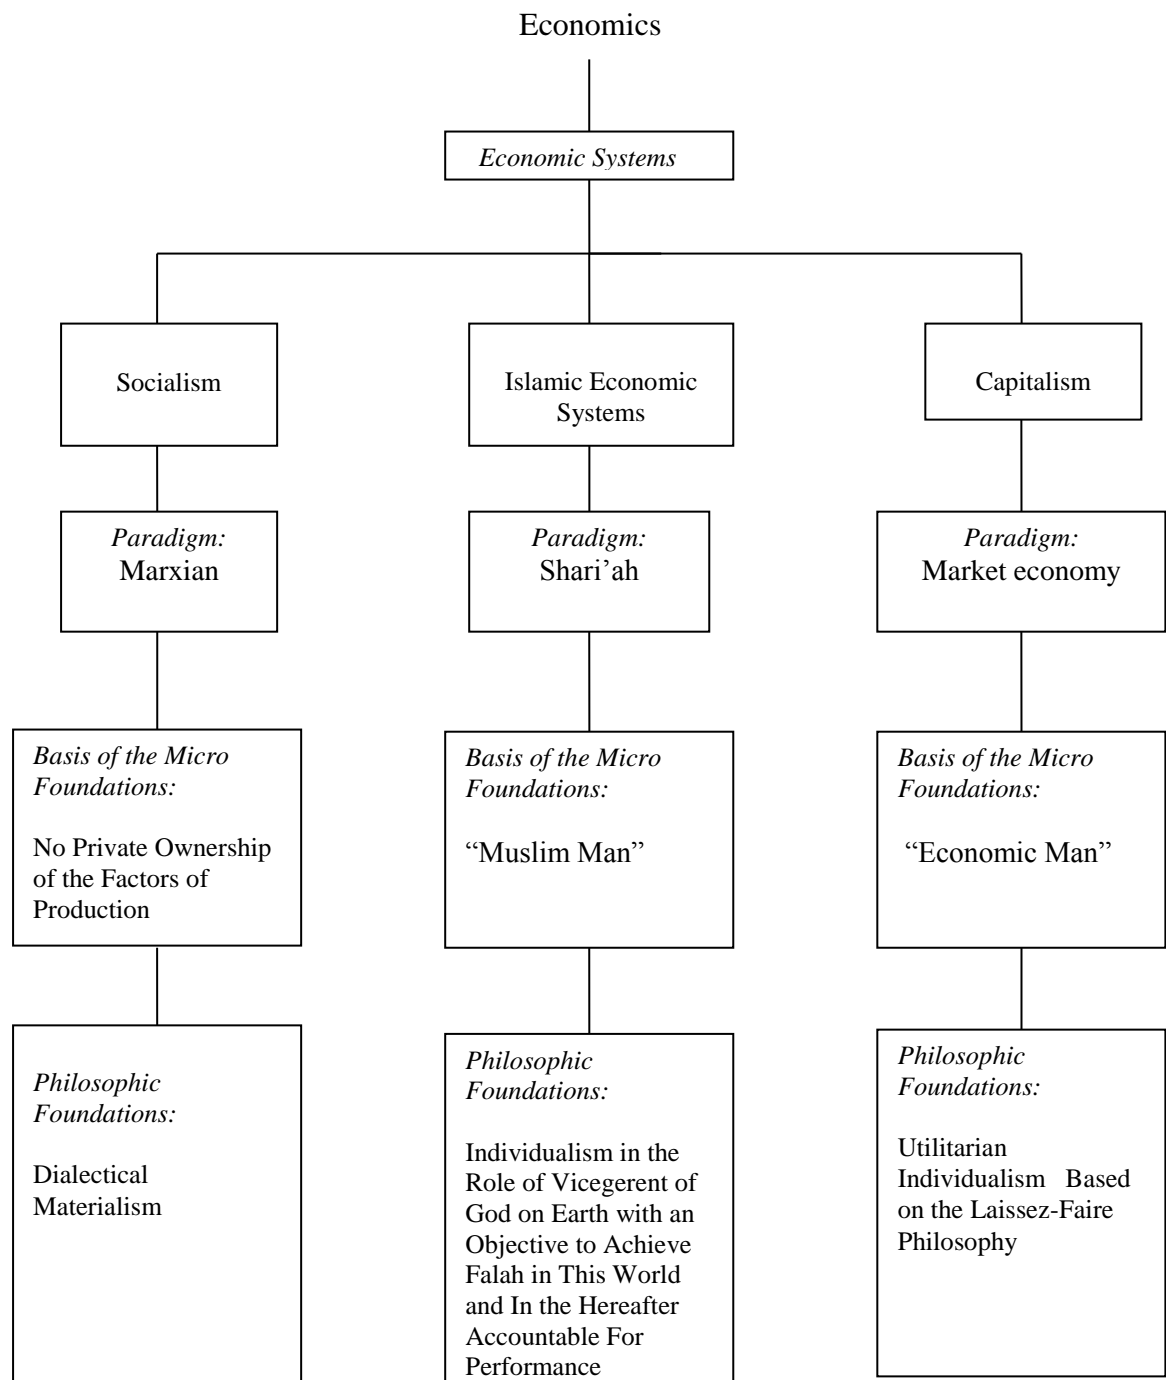 Economics
Economic Systems
Socialism
Islamic Economic
Systems
Capitalism
Paradigm:
Marxian
Paradigm:
Shari’ah
Paradigm:
Market economy
Basis of the Micro
Foundations:
No Private Ownership
of the Factors of
Production
Basis of the Micro
Foundations:
“Muslim Man”
Basis of the Micro
Foundations:
“Economic Man”
Philosophic
Foundations:
Dialectical
Materialism
Philosophic
Foundations:
Individualism in the
Role of Vicegerent of
God on Earth with an
Objective to Achieve
Falah in This World
and In the Hereafter
Accountable For
Performance
Philosophic
Foundations:
Utilitarian
Individualism Based
on the Laissez-Faire
Philosophy